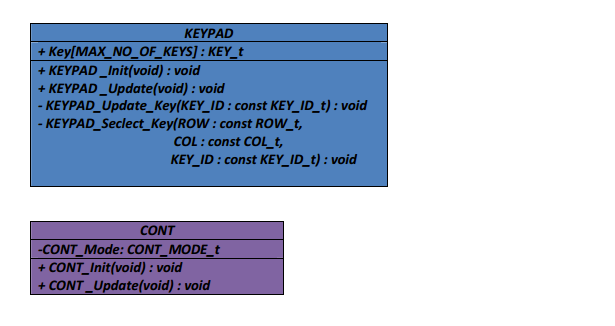 KEYPAD
+ Key[MAX_NO_OF_KEYS] : KEY_t
+ KEYPAD _Init(void) : void
+ KEYPAD _Update(void) : void
- KEYPAD_Update_Key(KEY_ID : const KEY_ID_t) : void
- KEYPAD_Seclect_Key(ROW : const ROW_t,
COL : const COL_t,
KEY_ID : const KEY_ID_t) : void
CONT
-CONT_Mode: CONT_MODE_t
+ CONT_Init(void) : void
+ CONT _Update(void) : void